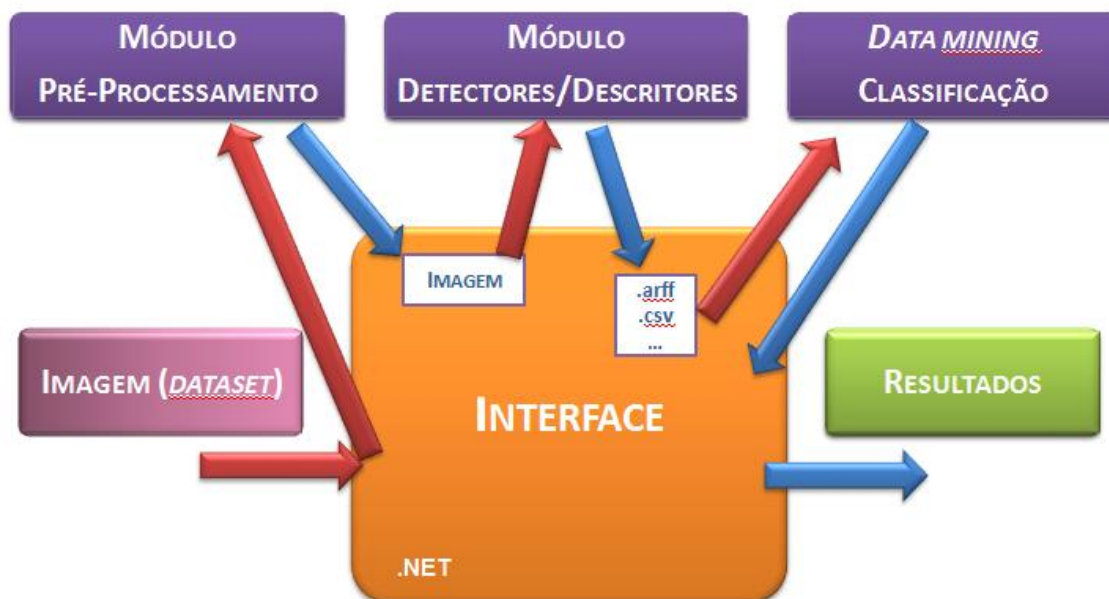 MÓDULO
PRÉ-PROCESSAMENTO
MÓDULO
DETECTORES/DESCRITORES
DATA MINING
CLASSIFICAÇÃO
IMAGEM
.arff
.csv
...
IMAGEM (DATASET)
INTERFACE
RESULTADOS
.NET